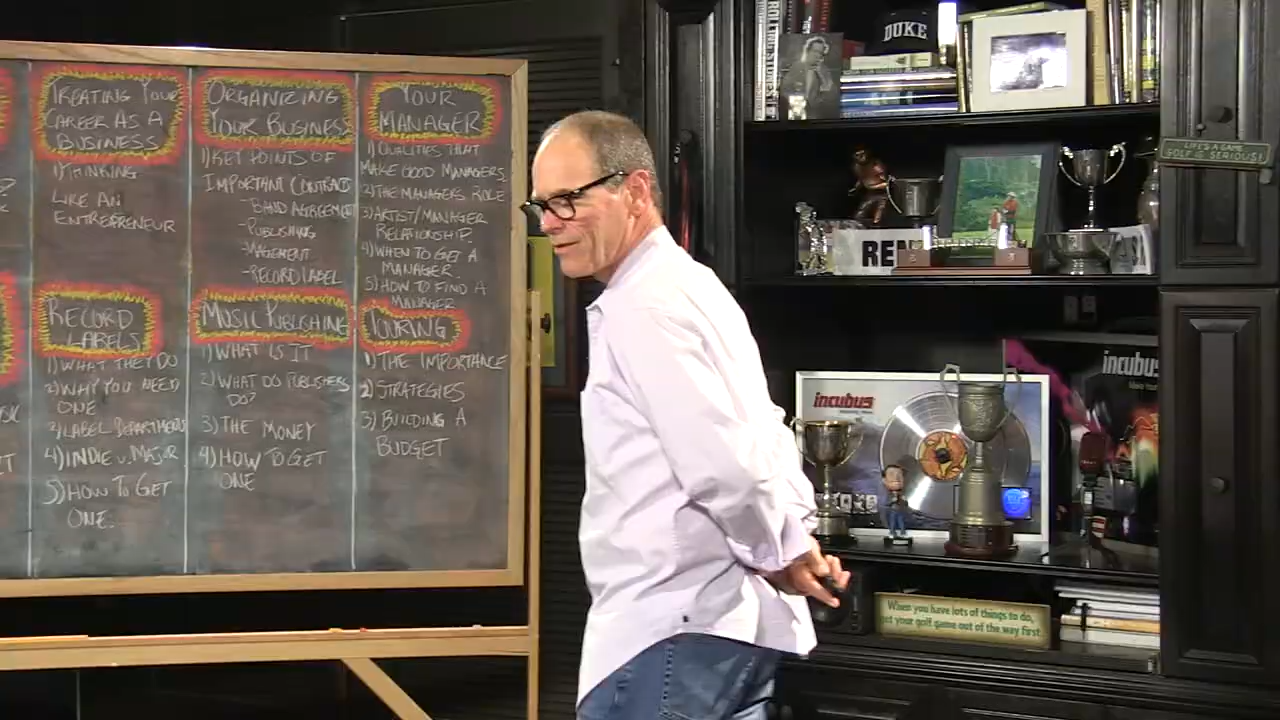 TREATING YOUR
CAREER AS A
BUSINESS
1) THINKING
LIKE AN
ENTREPRENEUR
ORGANIZING
YOUR BUSINESS
1) KEY POINTS OF
IMPORTANT CONTRACT
-BAND AGREEMENT
-PUBLISHING
-MAGEMENT
-RECORD LABEL
YOUR
MANAGER
1) QUALITIES THAT
MAKE GOOD MANAGERS
2) THE MANAGERS ROLE
3) ARTIST/MANAGER
RELATIONSHIP
4) WHEN TO GET A
MANAGER.
5) HOW TO FIND A
MANAGER
RECORD
LABELS
1) WHAT THEY DO
2) WHY YOU NEED
ONE
3) LABEL DEPARTMENTS
4) INDIE v. MAJOR
5) HOW TO GET
ONE.
MUSIC PUBLISHING
1) WHAT IS IT
2) WHAT DO PUBLISHERS
DO?
3) THE MONEY
4) HOW TO GET
ONE
TOURING
1) THE IMPORTANCE
2) STRATEGIES
3) BUILDING A
BUDGET
DUKE
LIFE'S A GAME
GOLF IS SERIOUS!
REN
incubus
incubus
When you have lots of things to do,
get your golf game out of the way first